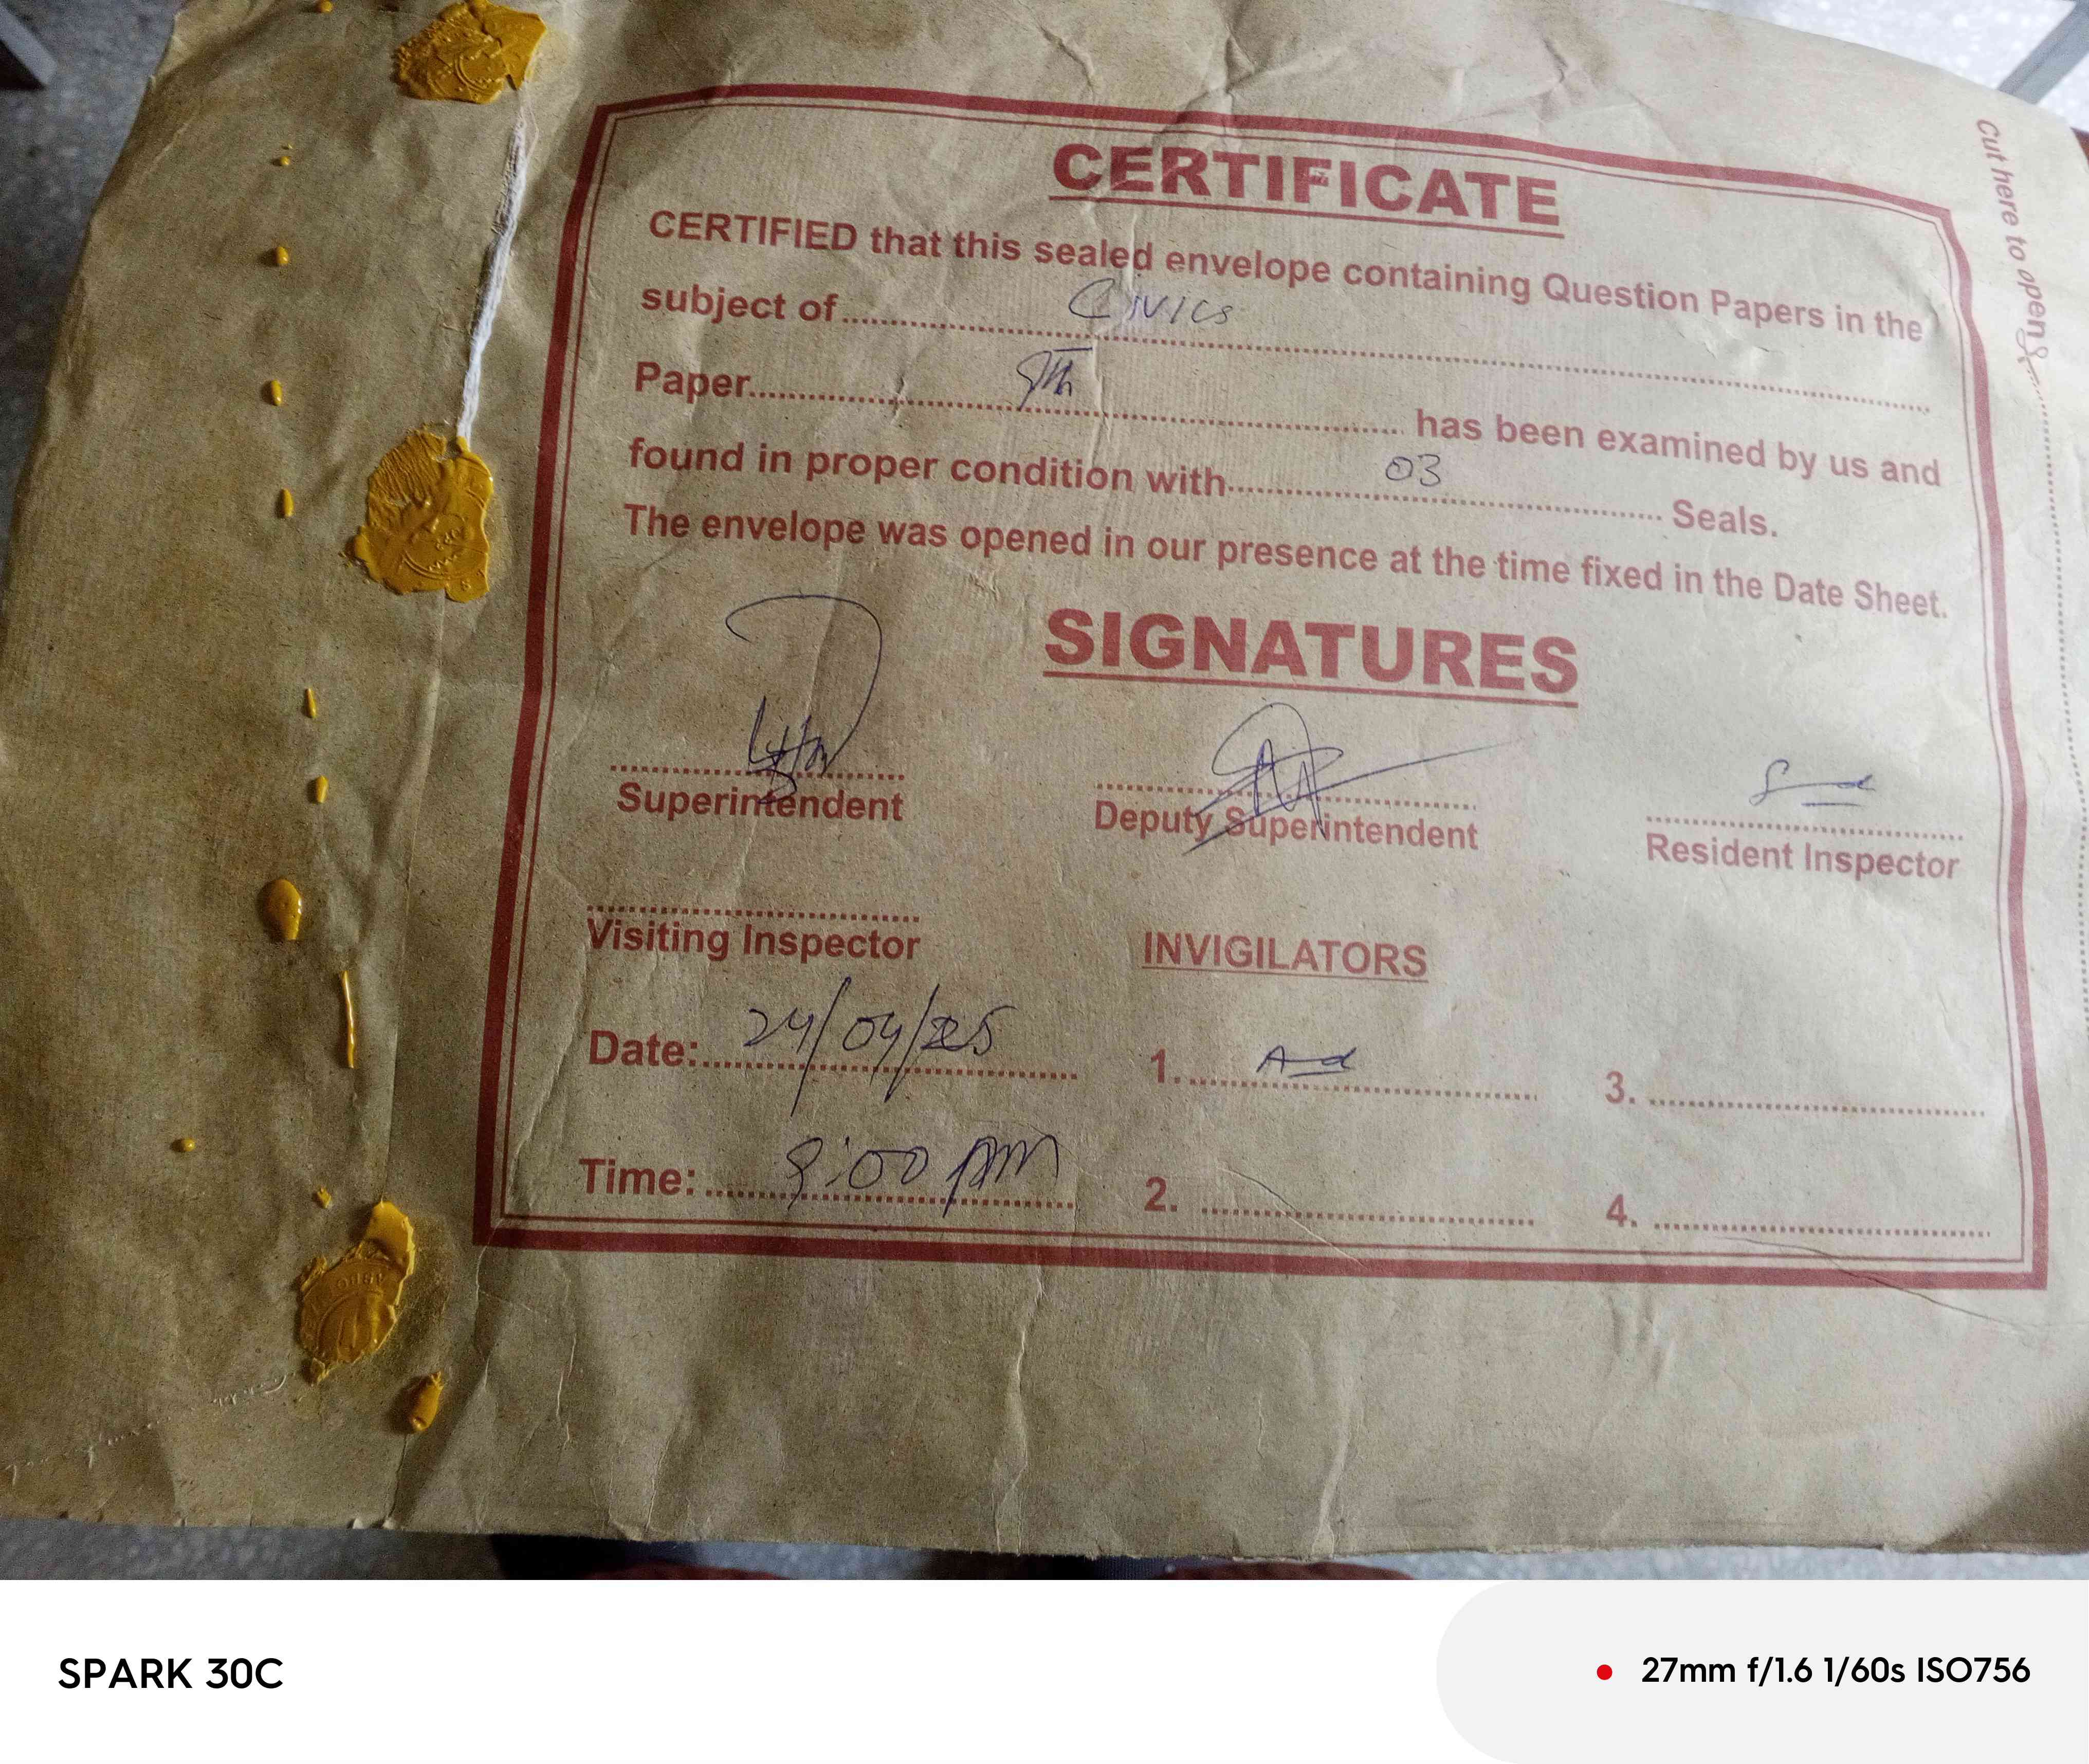 CERTIFICATE
CERTIFIED that this sealed envelope containing Question Papers in the
subject of Civics
Paper 9th has been examined by us and
found in proper condition with 03 Seals.
The envelope was opened in our presence at the time fixed in the Date Sheet.
SIGNATURES
Superintendent Deputy Superintendent Resident Inspector
Visiting Inspector INVIGILATORS
Date: 24/04/25 1. 3.
Time: :00 2. 4.
Cut here to open
SPARK 30C
27mm f/1.6 1/60s ISO756